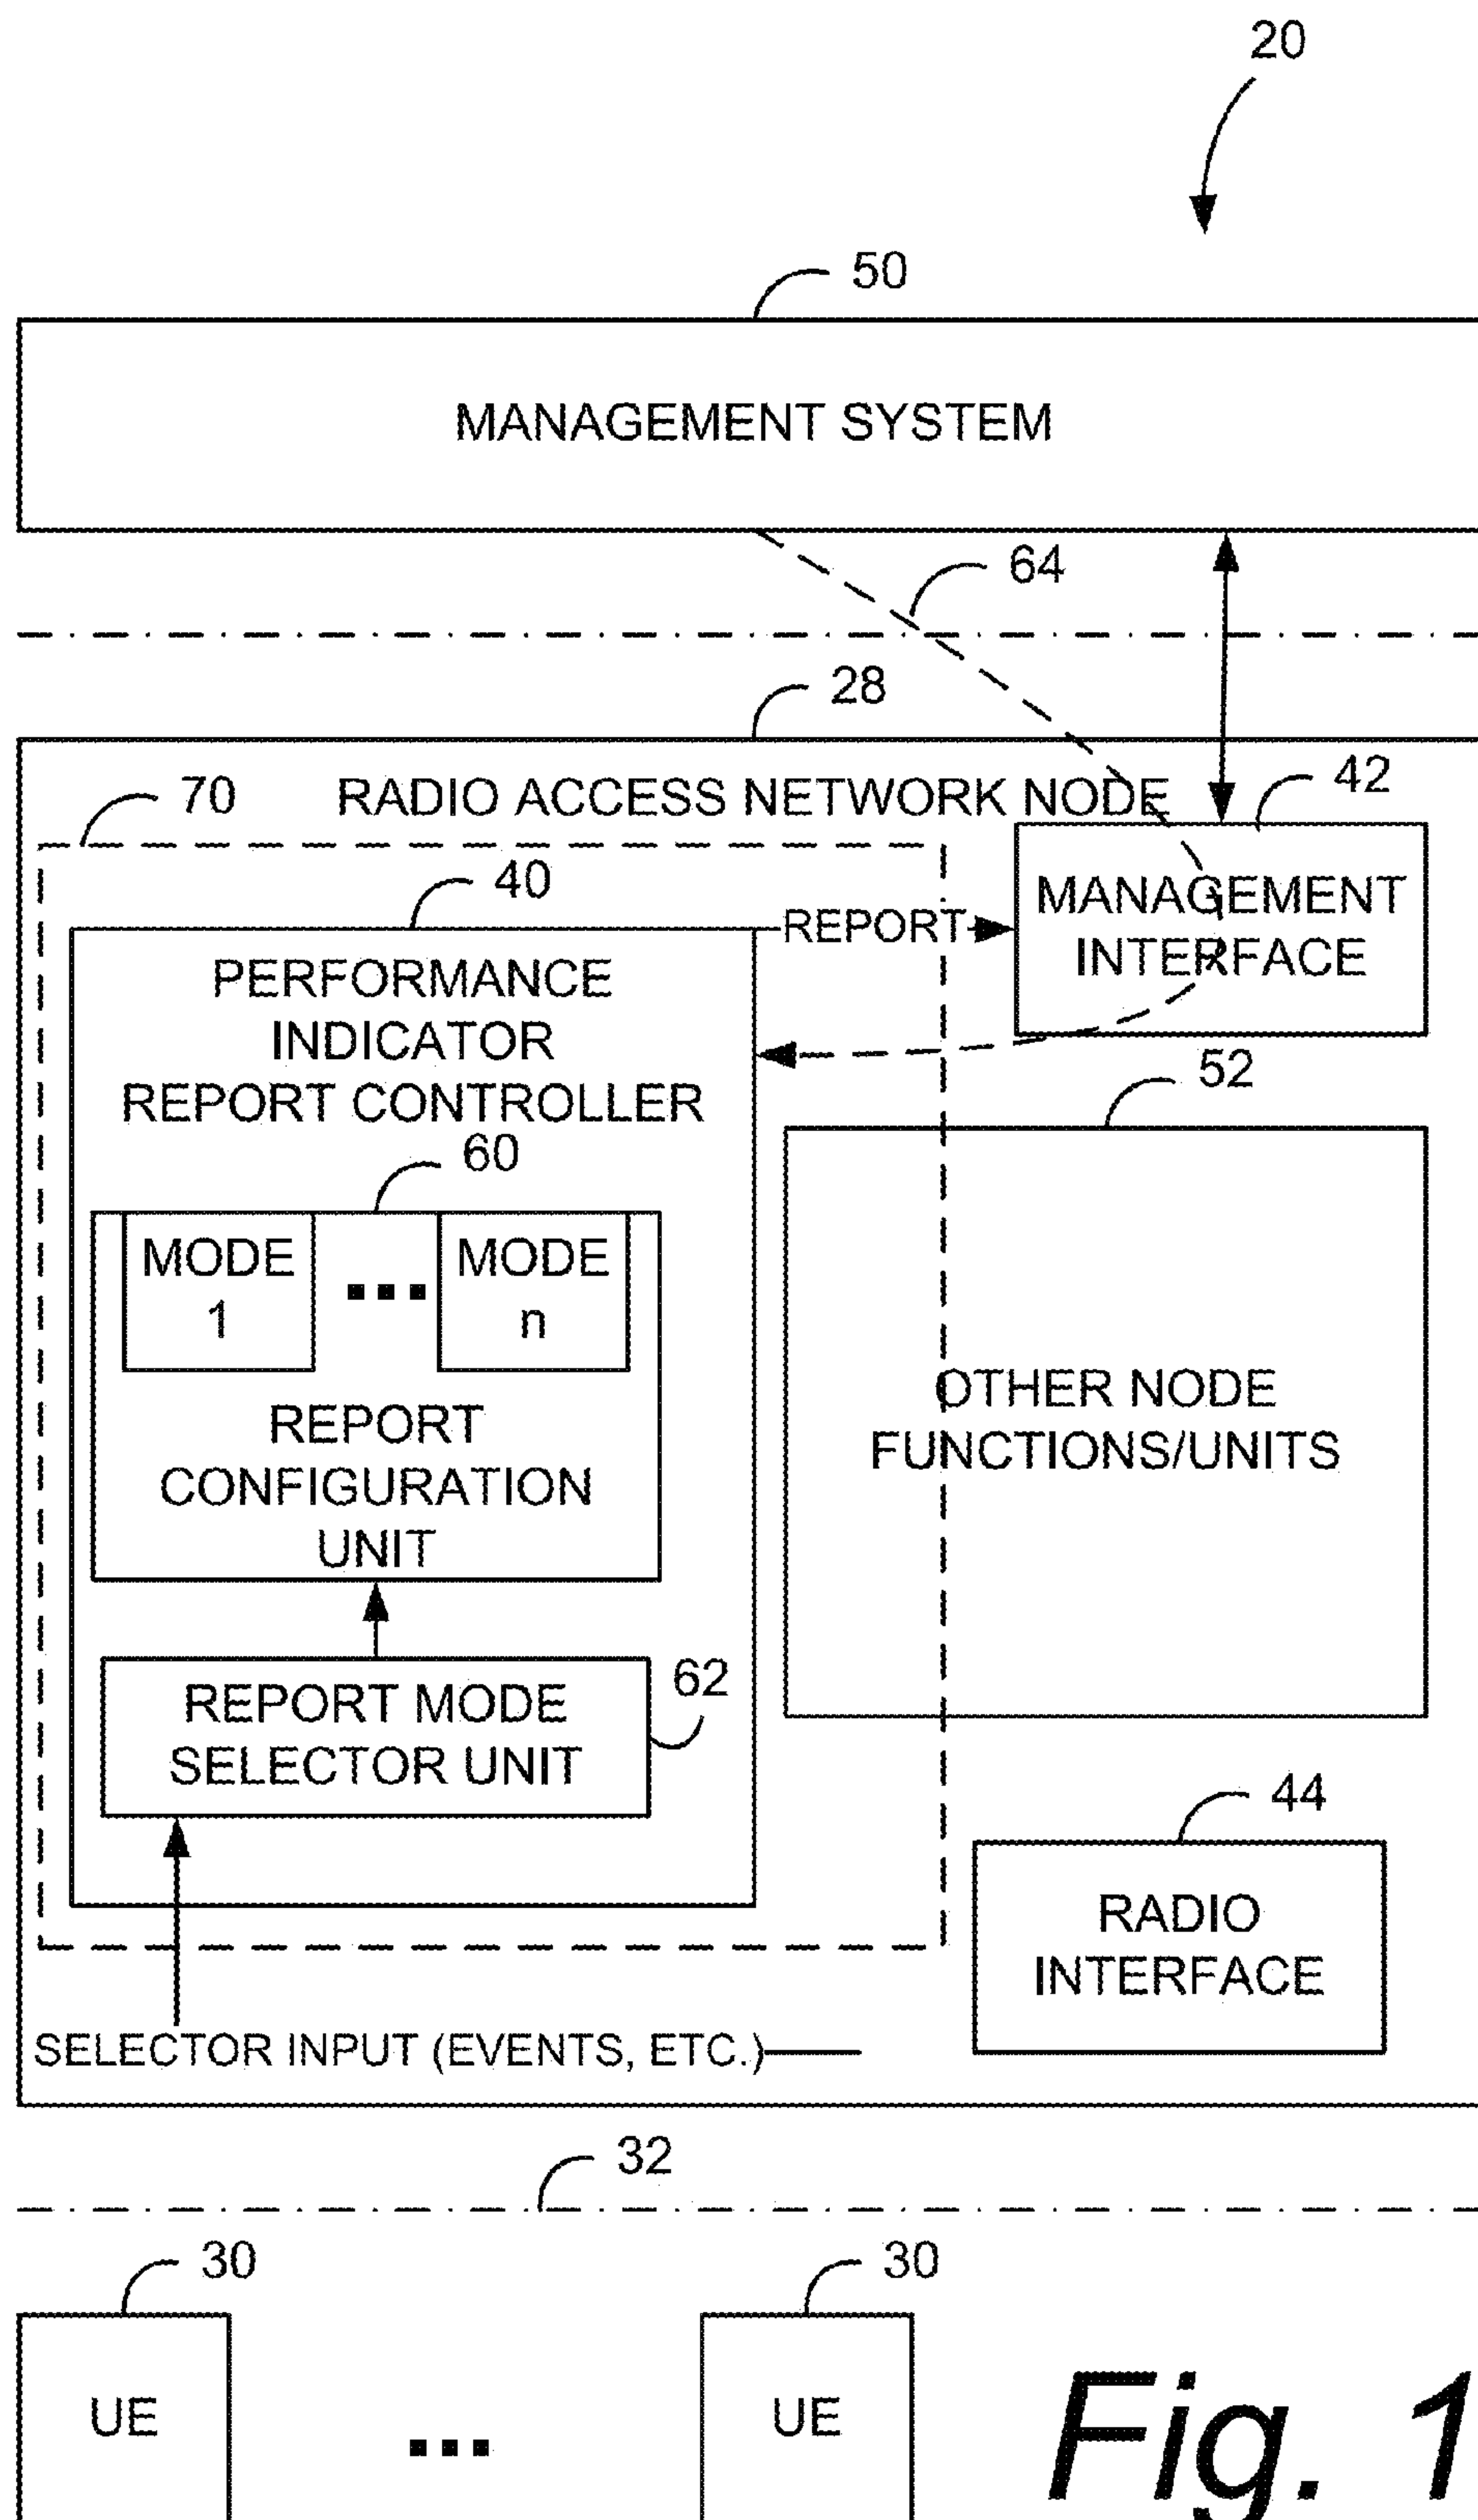 20
50
MANAGEMENT SYSTEM
64
28
70
RADIO ACCESS NETWORK NODE
42
40
REPORT
MANAGEMENT
INTERFACE
PERFORMANCE
INDICATOR
REPORT CONTROLLER
52
60
MODE
1
...
MODE
n
REPORT
CONFIGURATION
UNIT
OTHER NODE
FUNCTIONS/UNITS
REPORT MODE
SELECTOR UNIT
62
44
RADIO
INTERFACE
SELECTOR INPUT (EVENTS, ETC.)
32
30
30
UE
...
UE
Fig. 1